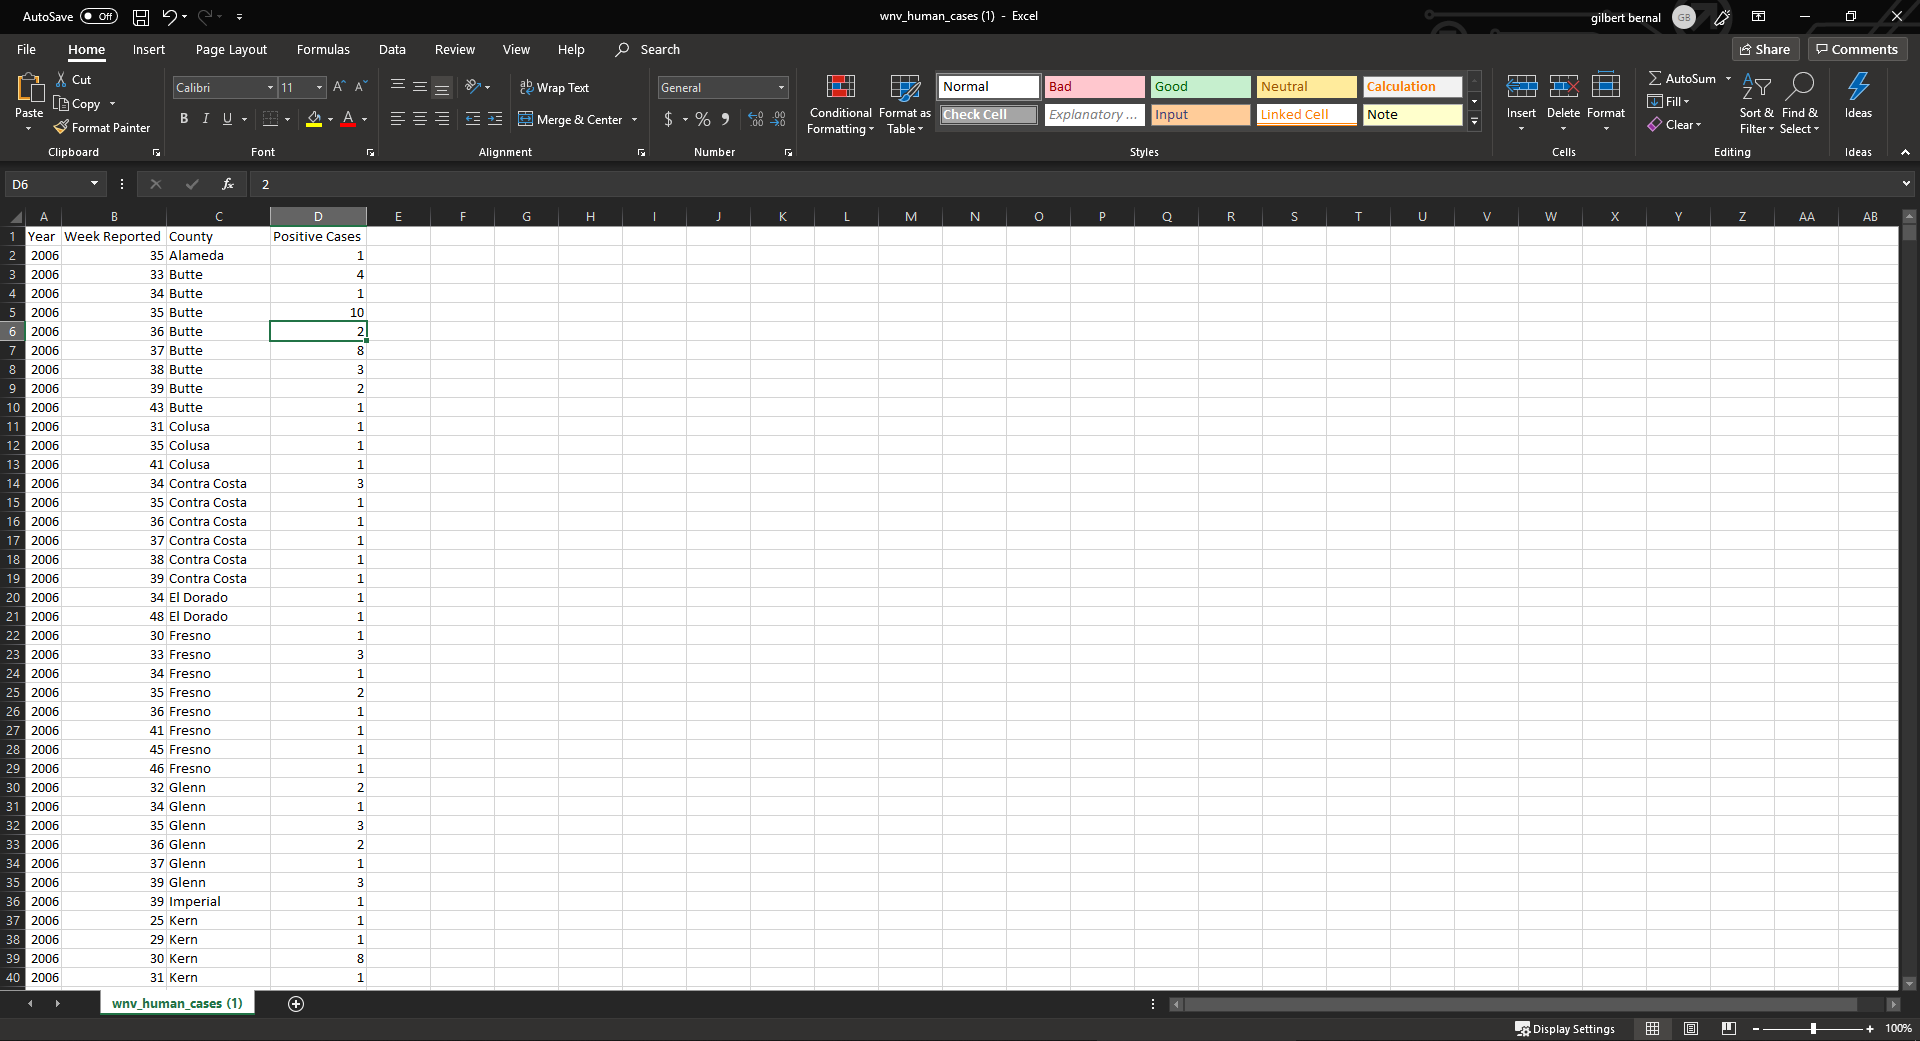 AutoSave Off wnv_human_cases (1) - Excel gilbert bernal GB
File Home Insert Page Layout Formulas Data Review View Help Search Share Comments
Paste Cut Copy Format Painter
Clipboard
Calibri 11
B I U A
Font
Wrap Text
Merge & Center
Alignment
General
$ % 9
Number
Conditional Formatting Format as Table
Normal Bad Good Neutral Calculation
Check Cell Explanatory ... Input Linked Cell Note
Styles
Insert Delete Format
Cells
AutoSum
Fill
Clear
Sort & Filter Find & Select
Editing
Ideas
Ideas
D6 fx 2
A B C D E F G H I J K L M N O P Q R S T U V W X Y Z AA AB
1 Year Week Reported County Positive Cases
2 2006 35 Alameda 1
3 2006 33 Butte 4
4 2006 34 Butte 1
5 2006 35 Butte 10
6 2006 36 Butte 2
7 2006 37 Butte 8
8 2006 38 Butte 3
9 2006 39 Butte 2
10 2006 43 Butte 1
11 2006 31 Colusa 1
12 2006 35 Colusa 1
13 2006 41 Colusa 1
14 2006 34 Contra Costa 3
15 2006 35 Contra Costa 1
16 2006 36 Contra Costa 1
17 2006 37 Contra Costa 1
18 2006 38 Contra Costa 1
19 2006 39 Contra Costa 1
20 2006 34 El Dorado 1
21 2006 48 El Dorado 1
22 2006 30 Fresno 1
23 2006 33 Fresno 3
24 2006 34 Fresno 1
25 2006 35 Fresno 2
26 2006 36 Fresno 1
27 2006 41 Fresno 1
28 2006 45 Fresno 1
29 2006 46 Fresno 1
30 2006 32 Glenn 2
31 2006 34 Glenn 1
32 2006 35 Glenn 3
33 2006 36 Glenn 2
34 2006 37 Glenn 1
35 2006 39 Glenn 3
36 2006 39 Imperial 1
37 2006 25 Kern 1
38 2006 29 Kern 1
39 2006 30 Kern 8
40 2006 31 Kern 1
wnv_human_cases (1)
Display Settings 100%